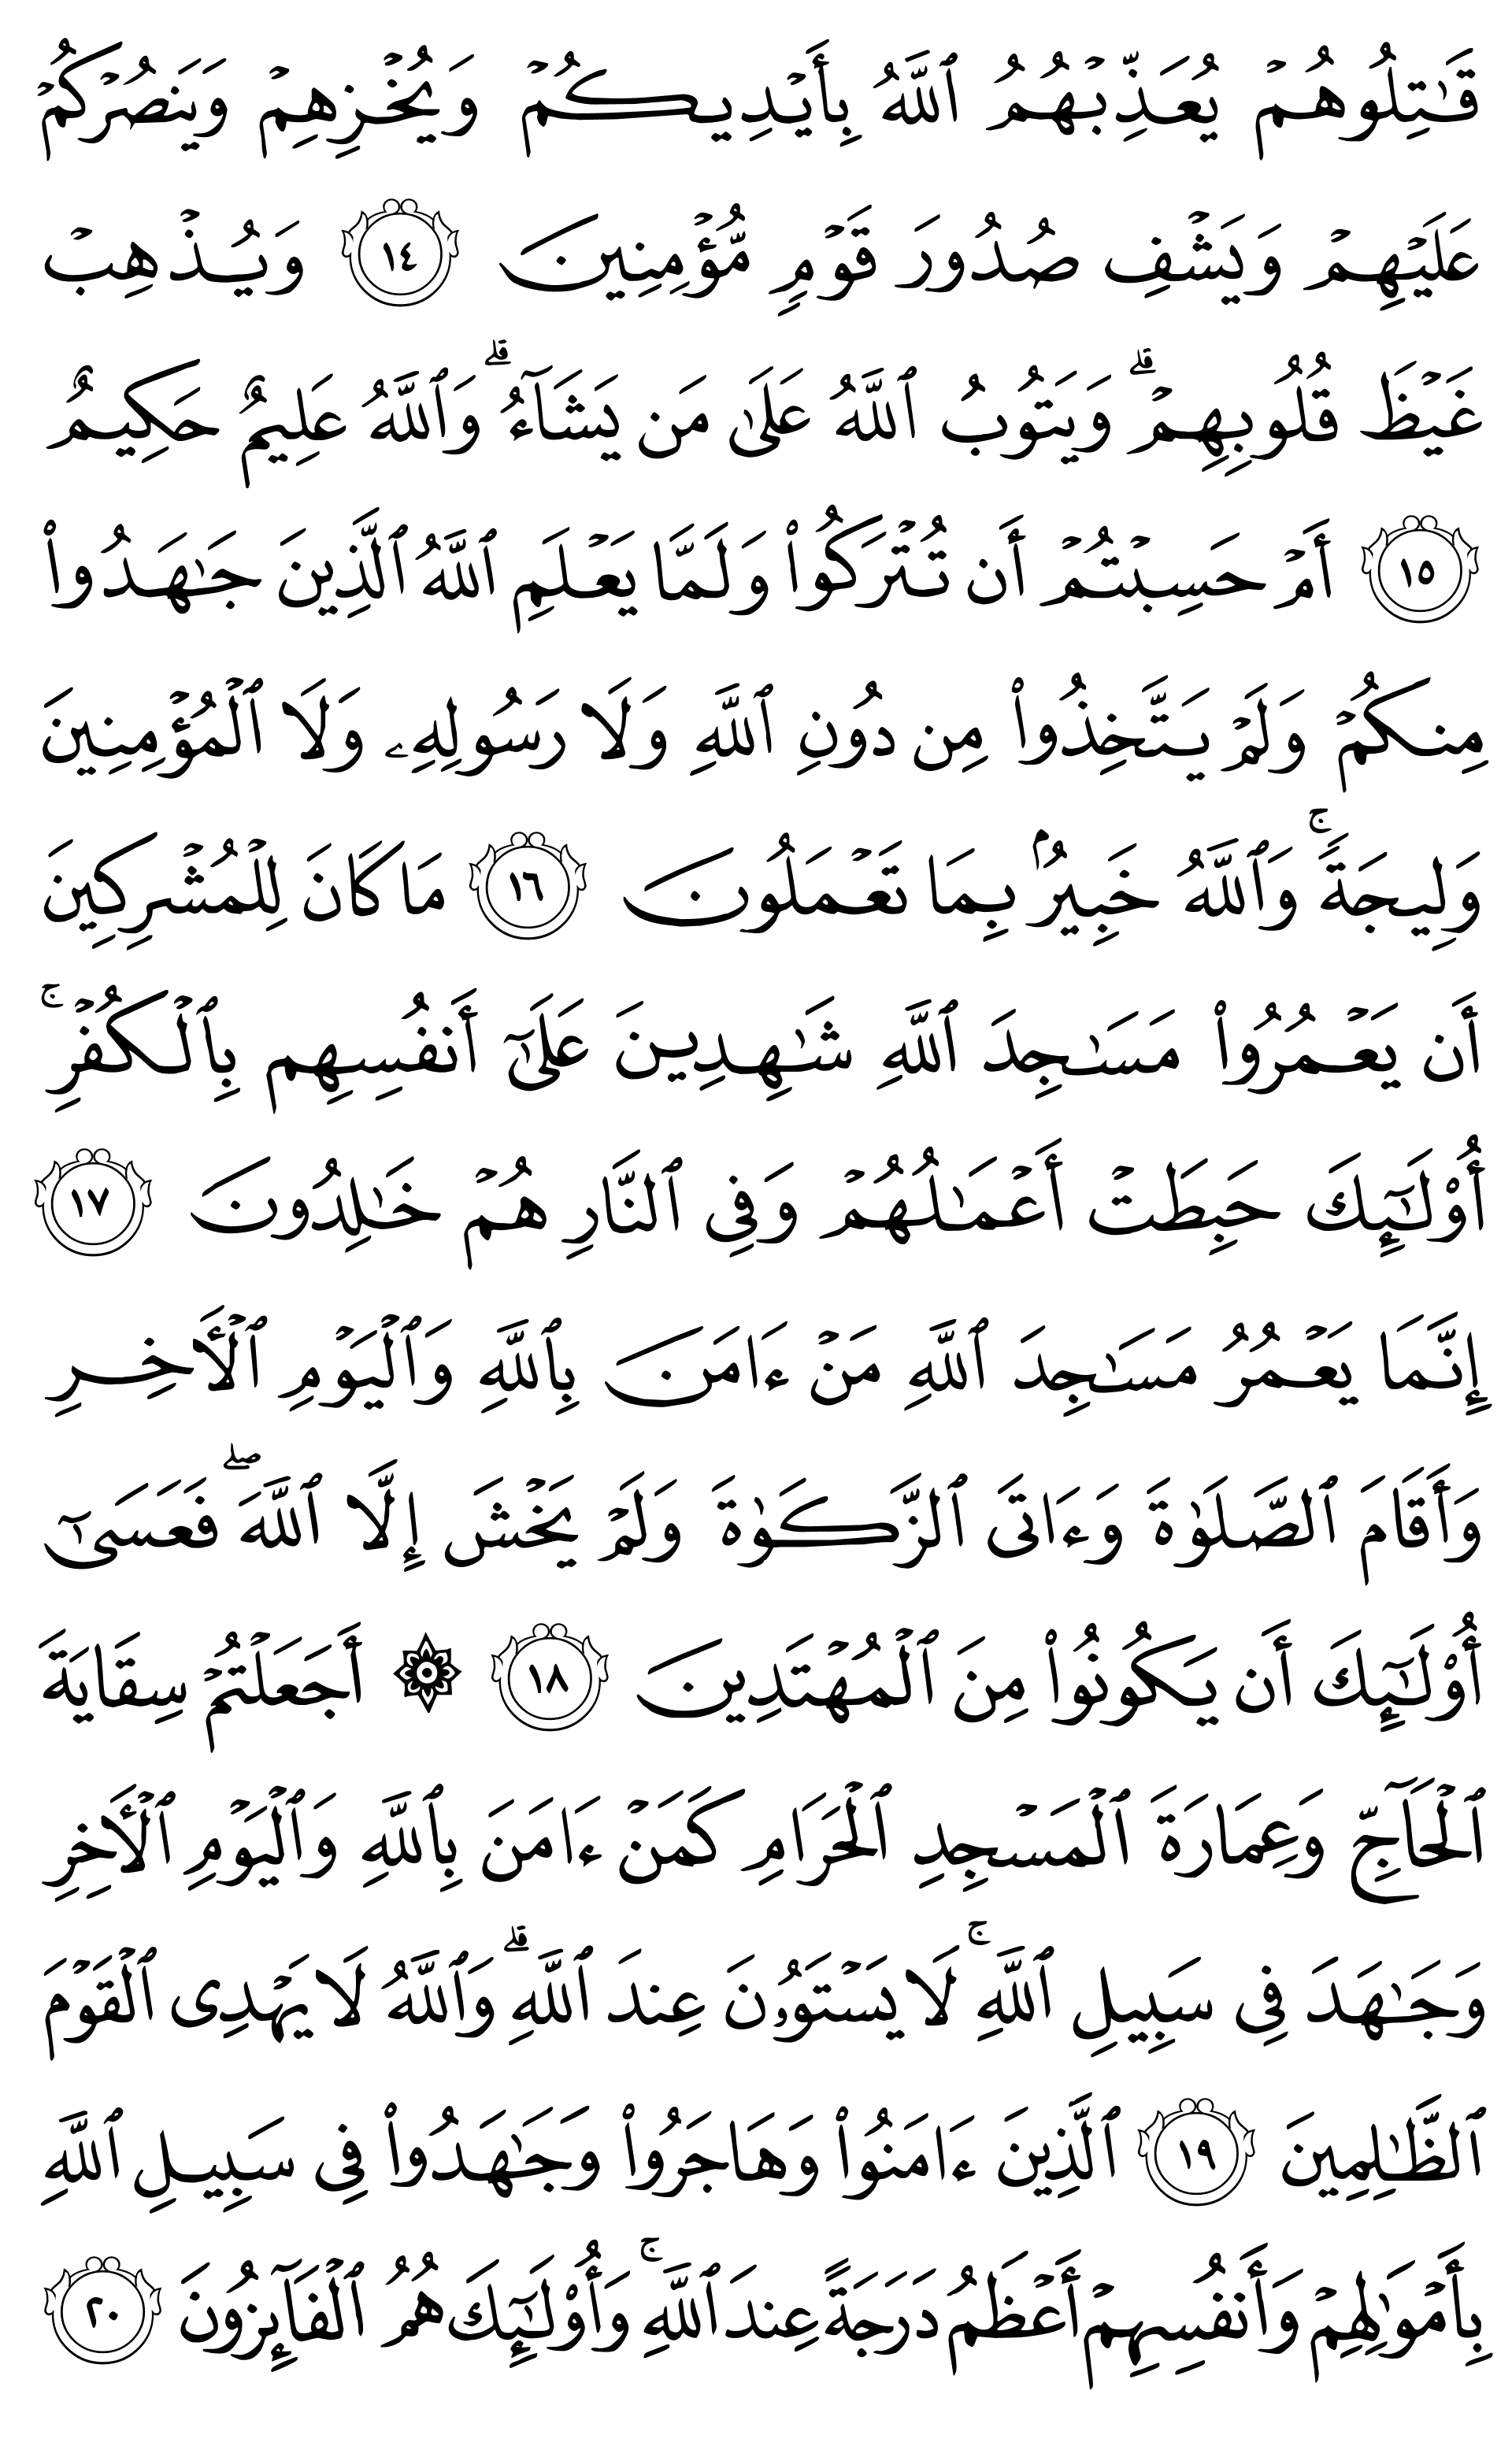 قَٰتِلُوهُمۡ يُعَذِّبۡهُمُ ٱللَّهُ بِأَيۡدِيكُمۡ وَيُخۡزِهِمۡ وَيَنصُرۡكُمۡ
عَلَيۡهِمۡ وَيَشۡفِ صُدُورَ قَوۡمٖ مُّؤۡمِنِينَ ١٤ وَيُذۡهِبۡ
غَيۡظَ قُلُوبِهِمۡۗ وَيَتُوبُ ٱللَّهُ عَلَىٰ مَن يَشَآءُۗ وَٱللَّهُ عَلِيمٌ حَكِيمٌ
١٥ أَمۡ حَسِبۡتُمۡ أَن تُتۡرَكُواْ وَلَمَّا يَعۡلَمِ ٱللَّهُ ٱلَّذِينَ جَٰهَدُواْ
مِنكُمۡ وَلَمۡ يَتَّخِذُواْ مِن دُونِ ٱللَّهِ وَلَا رَسُولِهِۦ وَلَا ٱلۡمُؤۡمِنِينَ
وَلِيجَةٗۚ وَٱللَّهُ خَبِيرُۢ بِمَا تَعۡمَلُونَ ١٦ مَا كَانَ لِلۡمُشۡرِكِينَ
أَن يَعۡمُرُواْ مَسَٰجِدَ ٱللَّهِ شَٰهِدِينَ عَلَىٰٓ أَنفُسِهِم بِٱلۡكُفۡرِۚ
أُوْلَٰٓئِكَ حَبِطَتۡ أَعۡمَٰلُهُمۡ وَفِي ٱلنَّارِ هُمۡ خَٰلِدُونَ ١٧
إِنَّمَا يَعۡمُرُ مَسَٰجِدَ ٱللَّهِ مَنۡ ءَامَنَ بِٱللَّهِ وَٱلۡيَوۡمِ ٱلۡأٓخِرِ
وَأَقَامَ ٱلصَّلَوٰةَ وَءَاتَى ٱلزَّكَوٰةَ وَلَمۡ يَخۡشَ إِلَّا ٱللَّهَۖ فَعَسَىٰٓ
أُوْلَٰٓئِكَ أَن يَكُونُواْ مِنَ ٱلۡمُهۡتَدِينَ ١٨ ۞ أَجَعَلۡتُمۡ سِقَايَةَ
ٱلۡحَآجِّ وَعِمَارَةَ ٱلۡمَسۡجِدِ ٱلۡحَرَامِ كَمَنۡ ءَامَنَ بِٱللَّهِ وَٱلۡيَوۡمِ ٱلۡأٓخِرِ
وَجَٰهَدَ فِي سَبِيلِ ٱللَّهِۚ لَا يَسۡتَوُۥنَ عِندَ ٱللَّهِۗ وَٱللَّهُ لَا يَهۡدِي ٱلۡقَوۡمَ
ٱلظَّٰلِمِينَ ١٩ ٱلَّذِينَ ءَامَنُواْ وَهَاجَرُواْ وَجَٰهَدُواْ فِي سَبِيلِ ٱللَّهِ
بِأَمۡوَٰلِهِمۡ وَأَنفُسِهِمۡ أَعۡظَمُ دَرَجَةً عِندَ ٱللَّهِۚ وَأُوْلَٰٓئِكَ هُمُ ٱلۡفَآئِزُونَ ٢٠